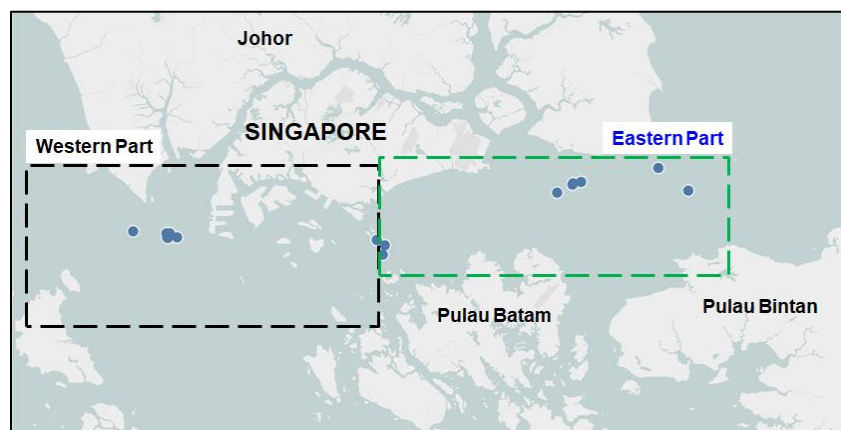 Johor
SINGAPORE
Eastern Part
Western Part
Pulau Bintan
Pulau Batam